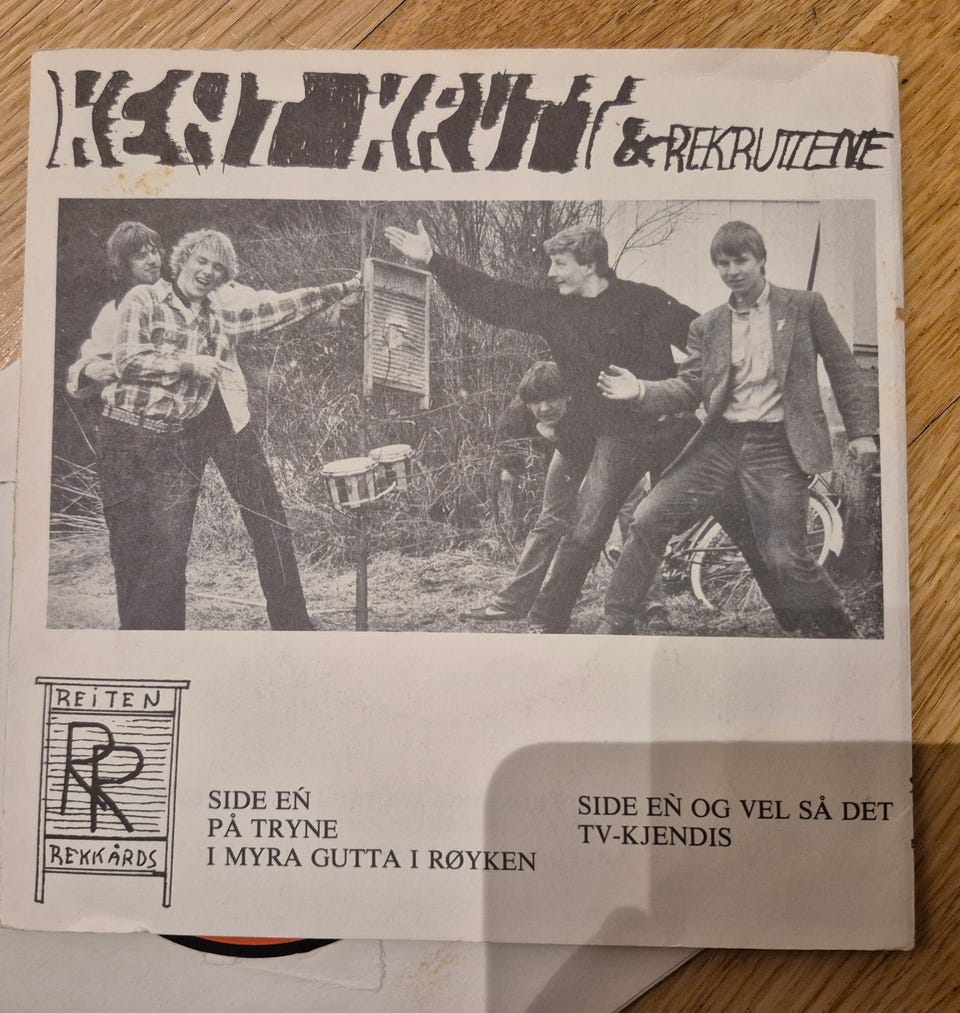 KRUTT & REKRUTTENE
REiTEN
RR
REKKÅRDS
SIDE EŃ
PÅ TRYNE
I MYRA GUTTA I RØYKEN
SIDE EǸ OG VEL SÅ DET
TV-KJENDIS